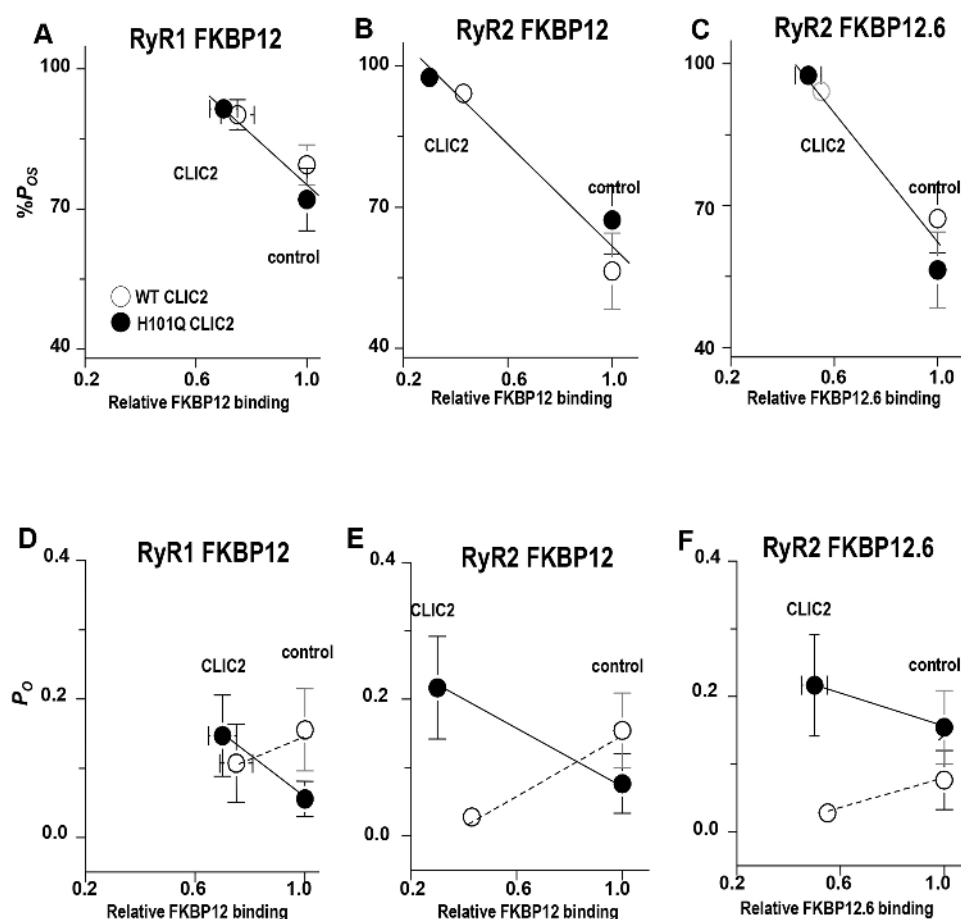 A RyR1 FKBP12
100
%Pos
70
40
CLIC2
control
WT CLIC2
H101Q CLIC2
0.2 0.6 1.0
Relative FKBP12 binding
B RyR2 FKBP12
100
70
40
CLIC2
control
0.2 0.6 1.0
Relative FKBP12 binding
C RyR2 FKBP12.6
100
70
40
CLIC2
control
0.2 0.6 1.0
Relative FKBP12.6 binding
D RyR1 FKBP12
0.4
Po
0.2
0.0
CLIC2
control
0.2 0.6 1.0
Relative FKBP12 binding
E RyR2 FKBP12
0.4
0.2
0.0
CLIC2
control
0.2 0.6 1.0
Relative FKBP12 binding
F RyR2 FKBP12.6
0.4
0.2
0.0
CLIC2
control
0.2 0.6 1.0
Relative FKBP12.6 binding